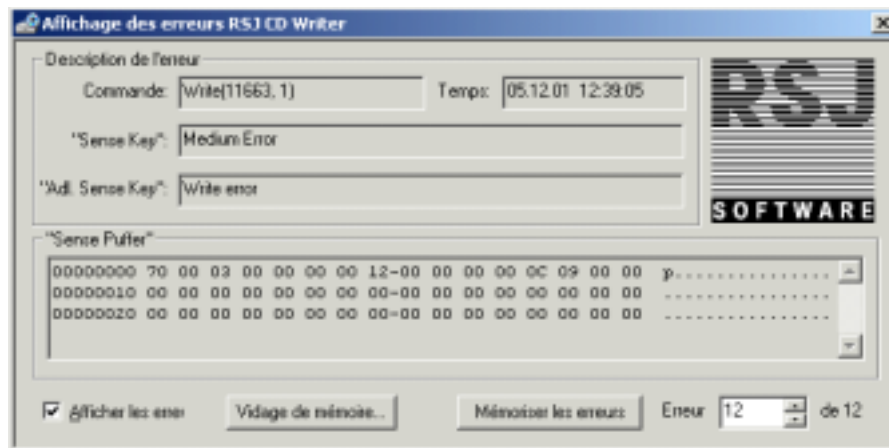 Affichage des erreurs RSJ CD Writer
Description de l'erreur
Commande: Write(11663, 1) Temps: 05.12.01 12:39:05
"Sense Key": Medium Error
"Adl. Sense Key": Write error
RSJ
SOFTWARE
"Sense Puffer"
00000000 70 00 03 00 00 00 00 12-00 00 00 00 0C 09 00 00 p...............
00000010 00 00 00 00 00 00 00 00-00 00 00 00 00 00 00 00 ................
00000020 00 00 00 00 00 00 00 00-00 00 00 00 00 00 00 00 ................
Afficher les erreur
Vidage de mémoire...
Mémoriser les erreurs
Erreur 12 de 12